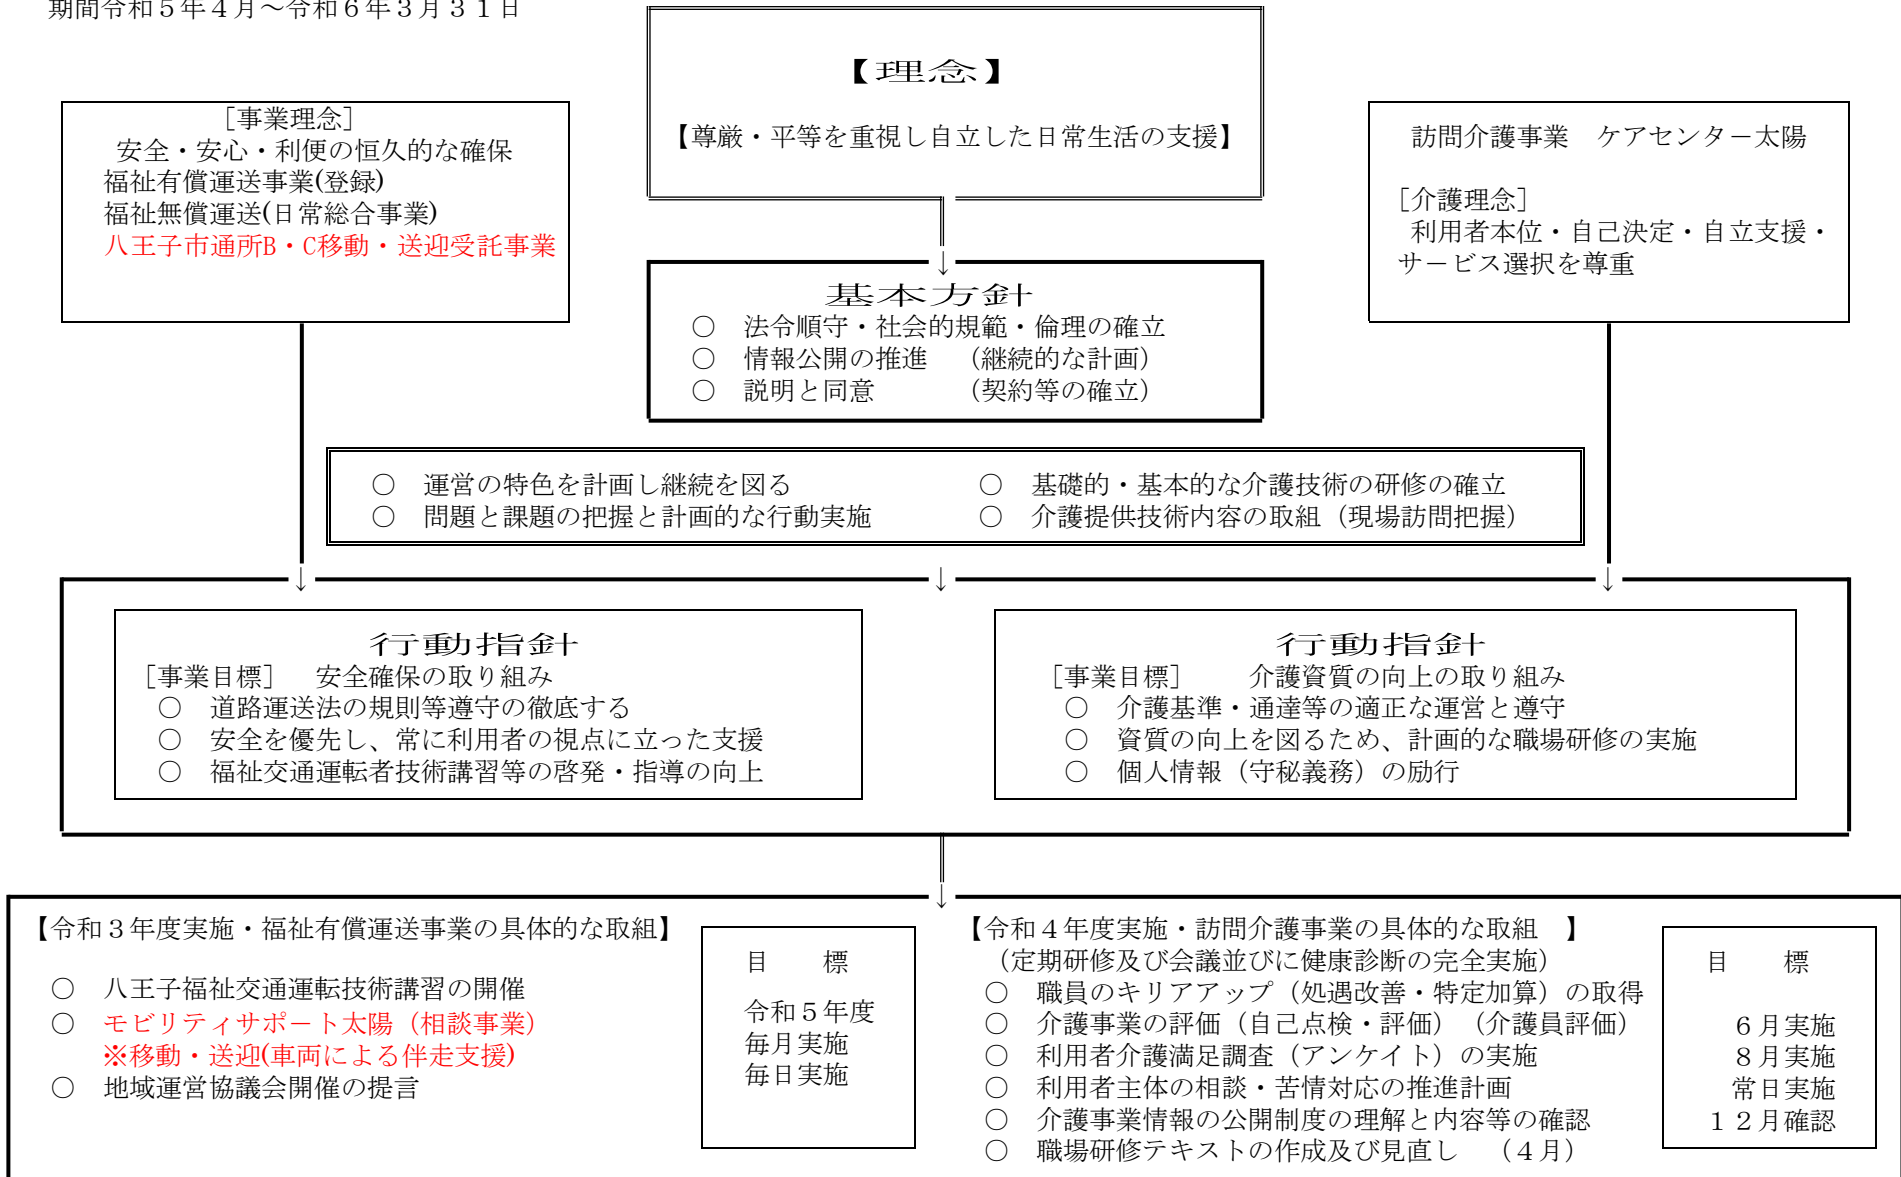 期間令和５年４月～令和６年３月３１日
【理念】
【尊厳・平等を重視し自立した日常生活の支援】
［事業理念］
安全・安心・利便の恒久的な確保
福祉有償運送事業(登録)
福祉無償運送(日常総合事業)
八王子市通所B・C移動・送迎受託事業
訪問介護事業　ケアセンタ－太陽
［介護理念］
利用者本位・自己決定・自立支援・
サ－ビス選択を尊重
↓
基本方針
○　法令順守・社会的規範・倫理の確立
○　情報公開の推進　（継続的な計画）
○　説明と同意　　　（契約等の確立）
○　運営の特色を計画し継続を図る
○　問題と課題の把握と計画的な行動実施
○　基礎的・基本的な介護技術の研修の確立
○　介護提供技術内容の取組（現場訪問把握）
↓　↓　↓
行動指針
［事業目標］　安全確保の取り組み
○　道路運送法の規則等遵守の徹底する
○　安全を優先し、常に利用者の視点に立った支援
○　福祉交通運転者技術講習等の啓発・指導の向上
行動指針
［事業目標］　　介護資質の向上の取り組み
○　介護基準・通達等の適正な運営と遵守
○　資質の向上を図るため、計画的な職場研修の実施
○　個人情報（守秘義務）の励行
↓
【令和３年度実施・福祉有償運送事業の具体的な取組】
○　八王子福祉交通運転技術講習の開催
○　モビリティサポ－ト太陽（相談事業）
※移動・送迎(車両による伴走支援)
○　地域運営協議会開催の提言
目　　標
令和５年度
毎月実施
毎日実施
【令和４年度実施・訪問介護事業の具体的な取組　】
（定期研修及び会議並びに健康診断の完全実施）
○　職員のキリアアップ（処遇改善・特定加算）の取得
○　介護事業の評価（自己点検・評価）（介護員評価）
○　利用者介護満足調査（アンケイト）の実施
○　利用者主体の相談・苦情対応の推進計画
○　介護事業情報の公開制度の理解と内容等の確認
○　職場研修テキストの作成及び見直し　（４月）
目　　標
６月実施
８月実施
常日実施
１２月確認